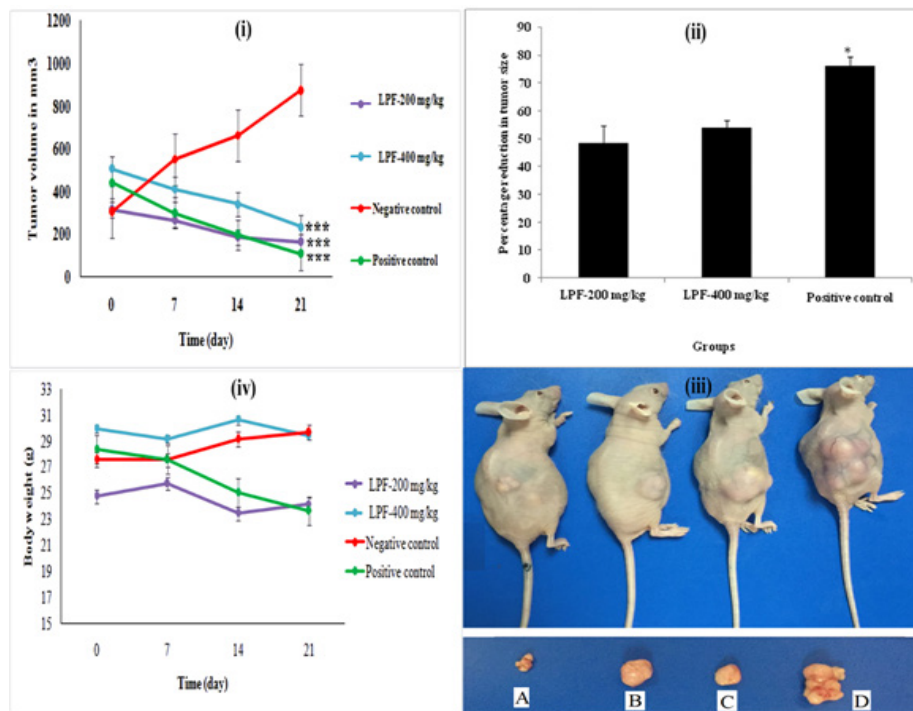 (i)
Tumor volume in mm3
1200
1000
800
600
400
200
0
0 7 14 21
Time (day)
***
***
***
LPF-200 mg/kg
LPF-400 mg/kg
Negative control
Positive control
(ii)
Percentage reduction in tumor size
90
80
70
60
50
40
30
20
10
0
*
LPF-200 mg/kg LPF-400 mg/kg Positive control
Groups
(iv)
Body weight (g)
33
31
29
27
25
23
21
19
17
15
0 7 14 21
Time (day)
LPF-200 mg/kg
LPF-400 mg/kg
Negative control
Positive control
(iii)
A B C D